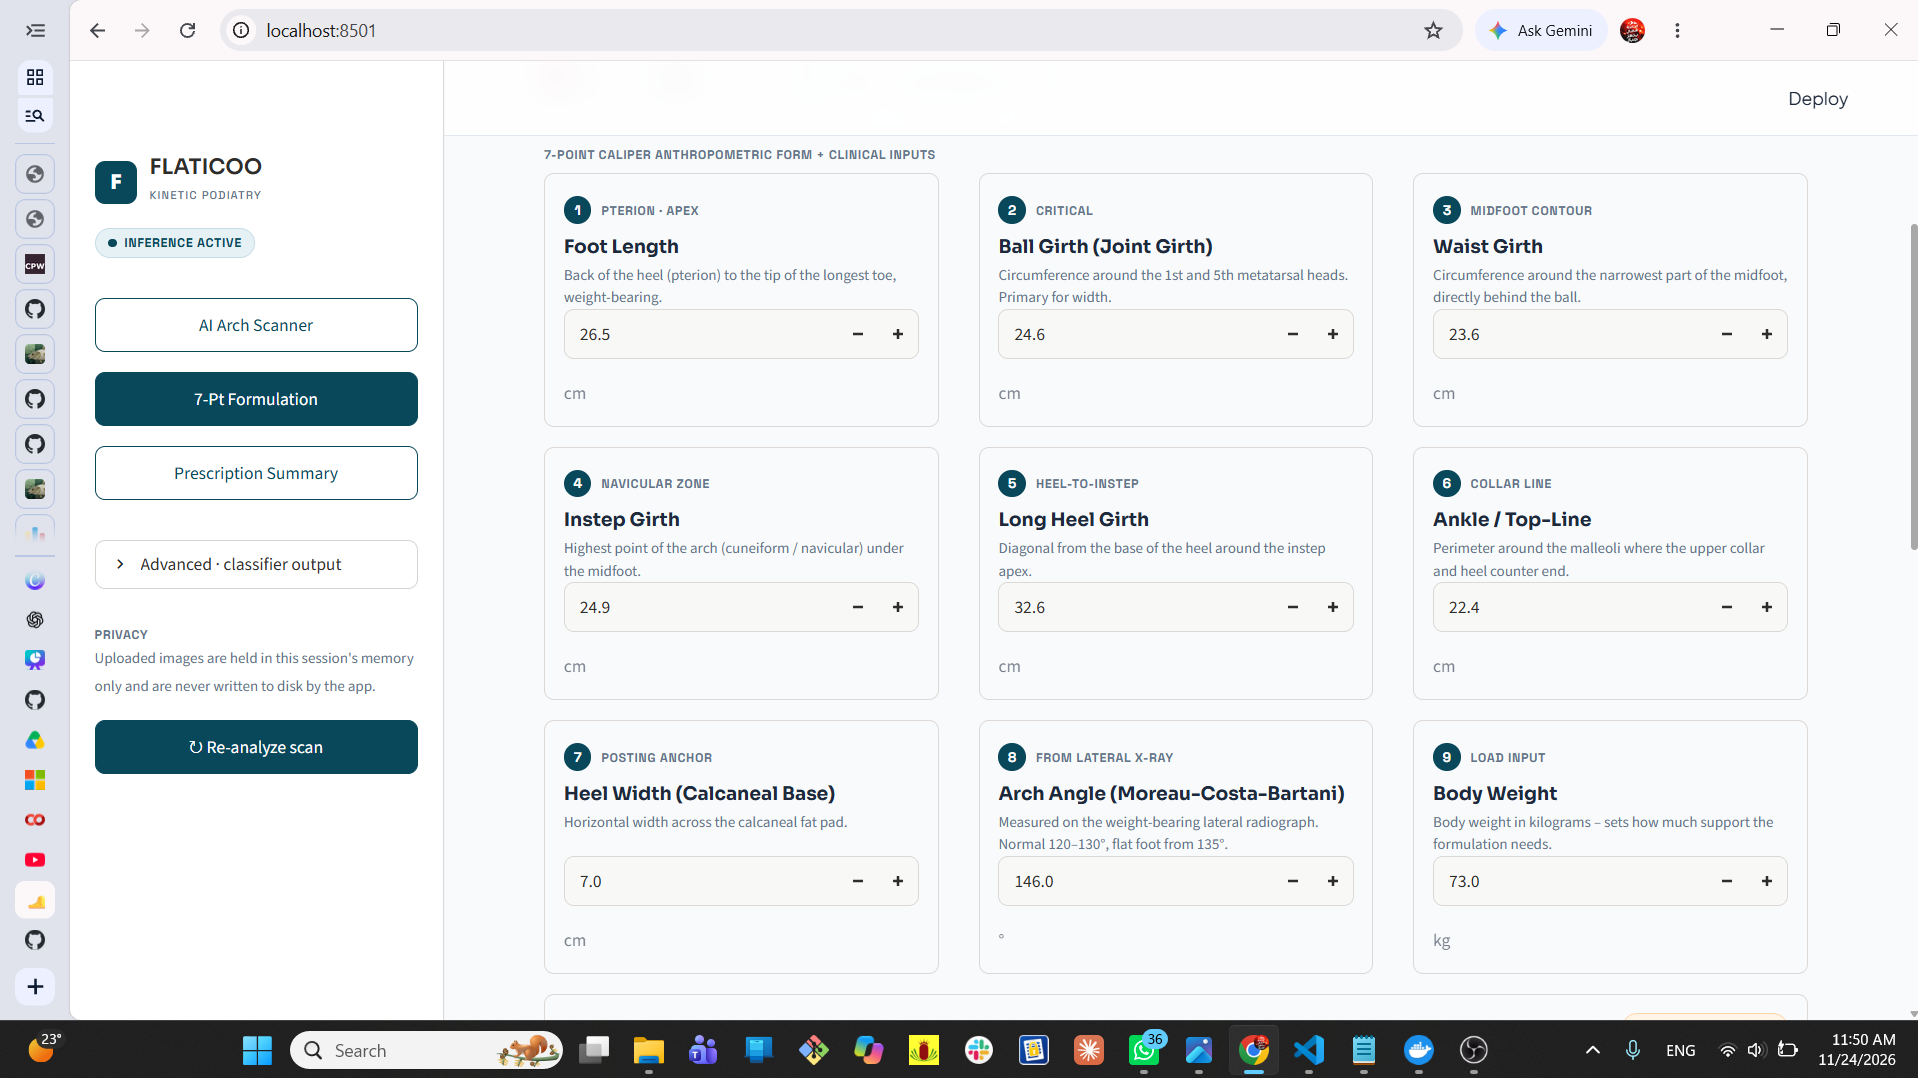 localhost:8501
Ask Gemini
Deploy
CPW
F
FLATICOO
KINETIC PODIATRY
INFERENCE ACTIVE
AI Arch Scanner
7-Pt Formulation
Prescription Summary
Advanced · classifier output
PRIVACY
Uploaded images are held in this session's memory
only and are never written to disk by the app.
↻ Re-analyze scan
7-POINT CALIPER ANTHROPOMETRIC FORM + CLINICAL INPUTS
1 PTERION · APEX
Foot Length
Back of the heel (pterion) to the tip of the longest toe,
weight-bearing.
26.5
cm
2 CRITICAL
Ball Girth (Joint Girth)
Circumference around the 1st and 5th metatarsal heads.
Primary for width.
24.6
cm
3 MIDFOOT CONTOUR
Waist Girth
Circumference around the narrowest part of the midfoot,
directly behind the ball.
23.6
cm
4 NAVICULAR ZONE
Instep Girth
Highest point of the arch (cuneiform / navicular) under
the midfoot.
24.9
cm
5 HEEL-TO-INSTEP
Long Heel Girth
Diagonal from the base of the heel around the instep
apex.
32.6
cm
6 COLLAR LINE
Ankle / Top-Line
Perimeter around the malleoli where the upper collar
and heel counter end.
22.4
cm
7 POSTING ANCHOR
Heel Width (Calcaneal Base)
Horizontal width across the calcaneal fat pad.
7.0
cm
8 FROM LATERAL X-RAY
Arch Angle (Moreau-Costa-Bartani)
Measured on the weight-bearing lateral radiograph.
Normal 120–130°, flat foot from 135°.
146.0
°
9 LOAD INPUT
Body Weight
Body weight in kilograms – sets how much support the
formulation needs.
73.0
kg
23°
Search
36
ENG
11:50 AM
11/24/2026